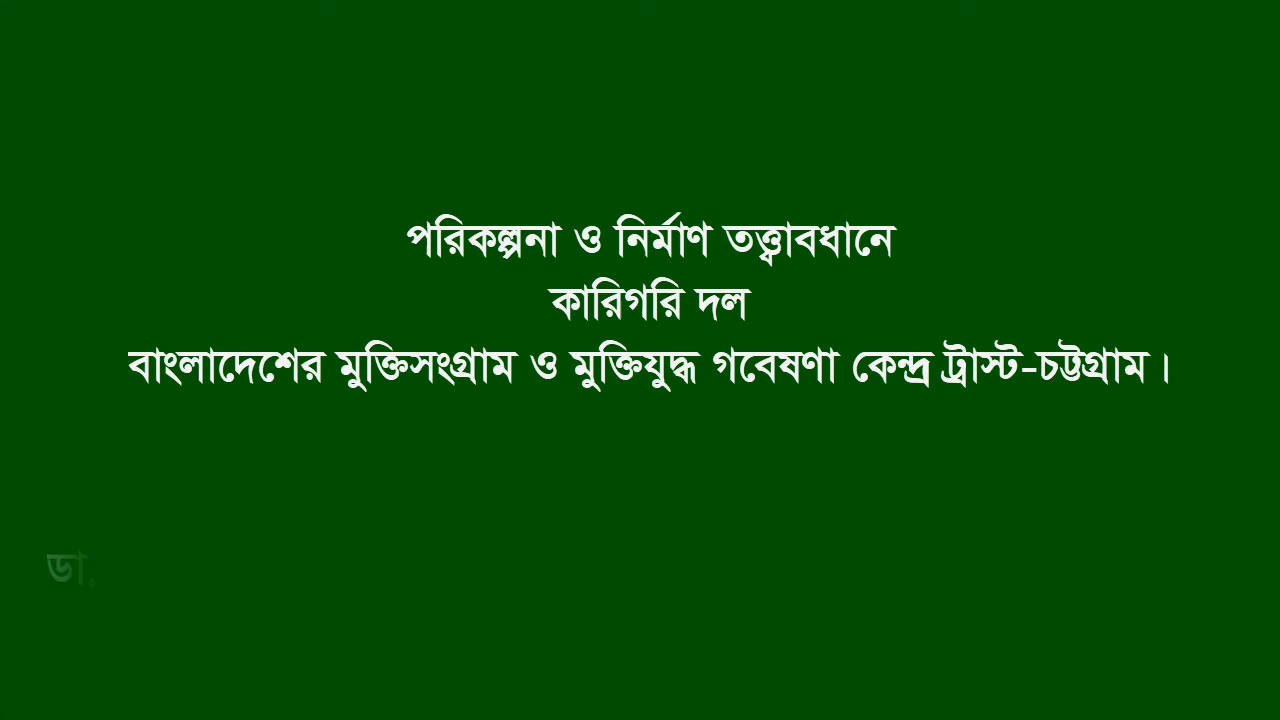 পরিকল্পনা ও নির্মাণ তত্ত্বাবধানে
কারিগরি দল
বাংলাদেশের মুক্তিসংগ্রাম ও মুক্তিযুদ্ধ গবেষণা কেন্দ্র ট্রাস্ট-চট্টগ্রাম।
ডা.